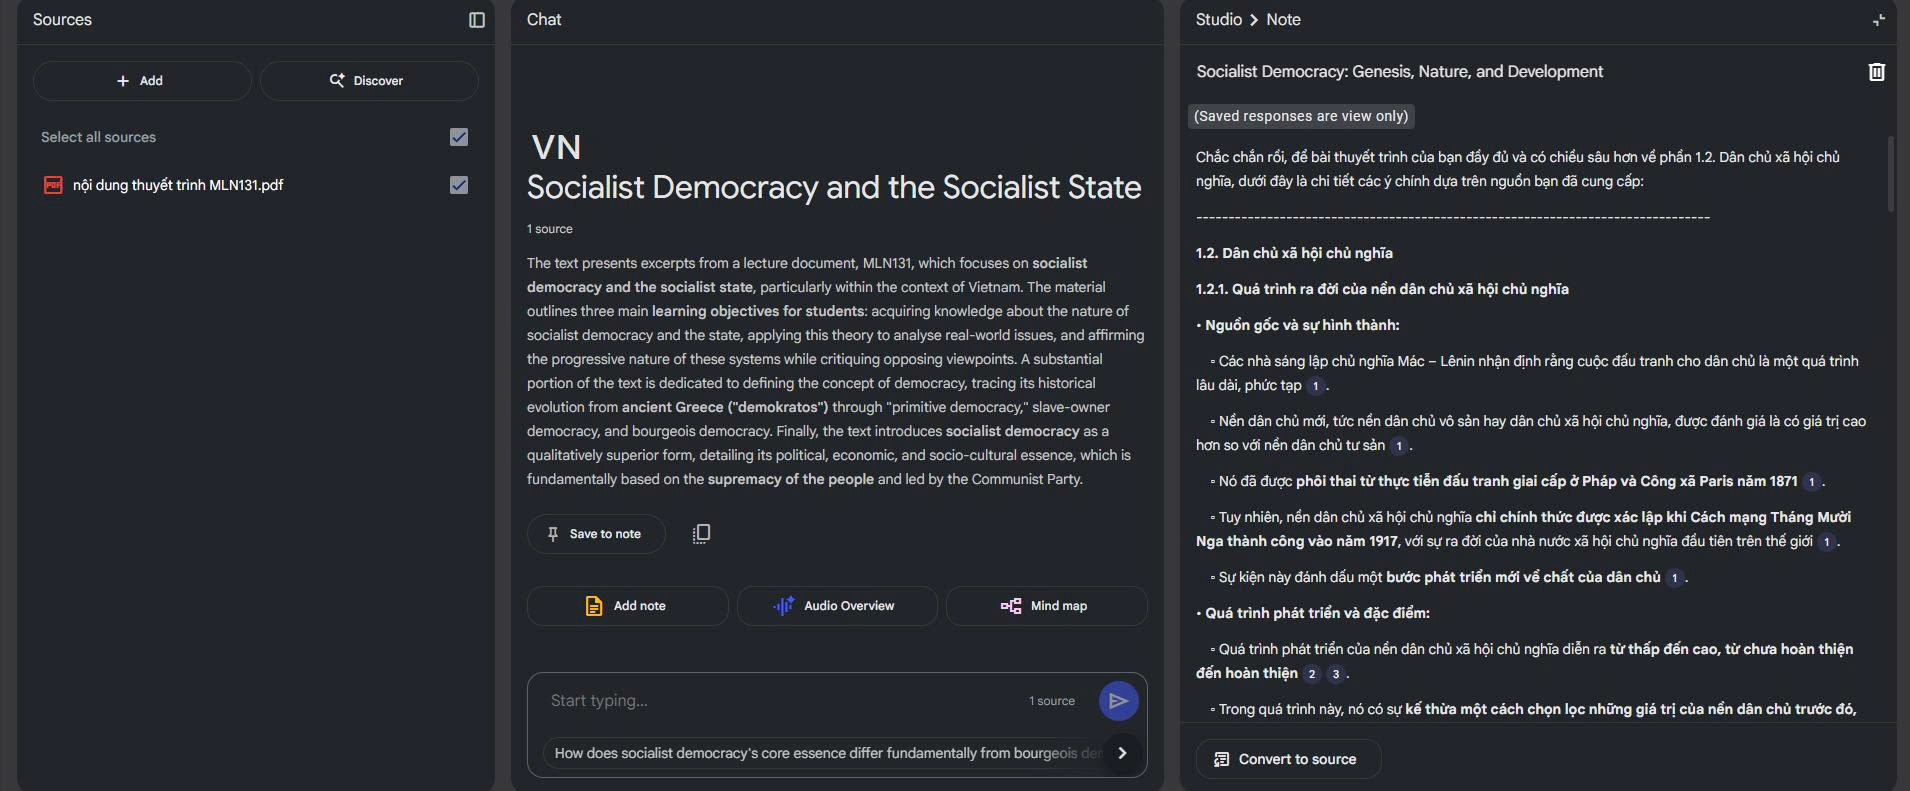 Sources
Add
Discover
Select all sources
PDF
nội dung thuyết trình MLN131.pdf
Chat
VN
Socialist Democracy and the Socialist State
1 source
The text presents excerpts from a lecture document, MLN131, which focuses on socialist
democracy and the socialist state, particularly within the context of Vietnam. The material
outlines three main learning objectives for students: acquiring knowledge about the nature of
socialist democracy and the state, applying this theory to analyse real-world issues, and affirming
the progressive nature of these systems while critiquing opposing viewpoints. A substantial
portion of the text is dedicated to defining the concept of democracy, tracing its historical
evolution from ancient Greece ("demokratos") through "primitive democracy," slave-owner
democracy, and bourgeois democracy. Finally, the text introduces socialist democracy as a
qualitatively superior form, detailing its political, economic, and socio-cultural essence, which is
fundamentally based on the supremacy of the people and led by the Communist Party.
Save to note
Add note
Audio Overview
Mind map
Start typing...
1 source
How does socialist democracy's core essence differ fundamentally from bourgeois
Studio > Note
Socialist Democracy: Genesis, Nature, and Development
(Saved responses are view only)
Chắc chắn rồi, để bài thuyết trình của bạn đầy đủ và có chiều sâu hơn về phần 1.2. Dân chủ xã hội chủ
nghĩa, dưới đây là chi tiết các ý chính dựa trên nguồn bạn đã cung cấp:
--------------------------------------------------------------------------------
1.2. Dân chủ xã hội chủ nghĩa
1.2.1. Quá trình ra đời của nền dân chủ xã hội chủ nghĩa
• Nguồn gốc và sự hình thành:
◦ Các nhà sáng lập chủ nghĩa Mác – Lênin nhận định rằng cuộc đấu tranh cho dân chủ là một quá trình
lâu dài, phức tạp 1.
◦ Nền dân chủ mới, tức nền dân chủ vô sản hay dân chủ xã hội chủ nghĩa, được đánh giá là có giá trị cao
hơn so với nền dân chủ tư sản 1.
◦ Nó đã được phôi thai từ thực tiễn đấu tranh giai cấp ở Pháp và Công xã Paris năm 1871 1.
◦ Tuy nhiên, nền dân chủ xã hội chủ nghĩa chỉ chính thức được xác lập khi Cách mạng Tháng Mười
Nga thành công vào năm 1917, với sự ra đời của nhà nước xã hội chủ nghĩa đầu tiên trên thế giới 1.
◦ Sự kiện này đánh dấu một bước phát triển mới về chất của dân chủ 1.
• Quá trình phát triển và đặc điểm:
◦ Quá trình phát triển của nền dân chủ xã hội chủ nghĩa diễn ra từ thấp đến cao, từ chưa hoàn thiện
đến hoàn thiện 2 3.
◦ Trong quá trình này, nó có sự kế thừa một cách chọn lọc những giá trị của nền dân chủ trước đó,
Convert to source